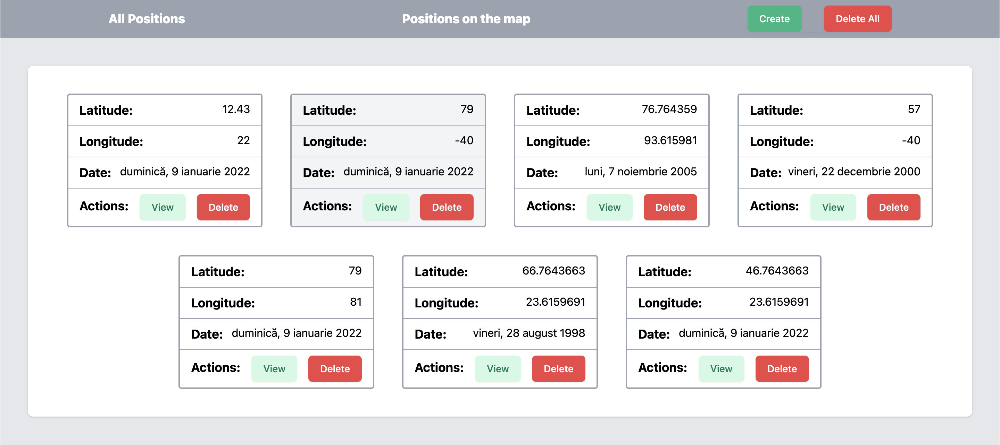 All Positions
Positions on the map
Create
Delete All
Latitude: 12.43
Longitude: 22
Date: duminică, 9 ianuarie 2022
Actions: View Delete
Latitude: 79
Longitude: -40
Date: duminică, 9 ianuarie 2022
Actions: View Delete
Latitude: 76.764359
Longitude: 93.615981
Date: luni, 7 noiembrie 2005
Actions: View Delete
Latitude: 57
Longitude: -40
Date: vineri, 22 decembrie 2000
Actions: View Delete
Latitude: 79
Longitude: 81
Date: duminică, 9 ianuarie 2022
Actions: View Delete
Latitude: 66.7643663
Longitude: 23.6159691
Date: vineri, 28 august 1998
Actions: View Delete
Latitude: 46.7643663
Longitude: 23.6159691
Date: duminică, 9 ianuarie 2022
Actions: View Delete